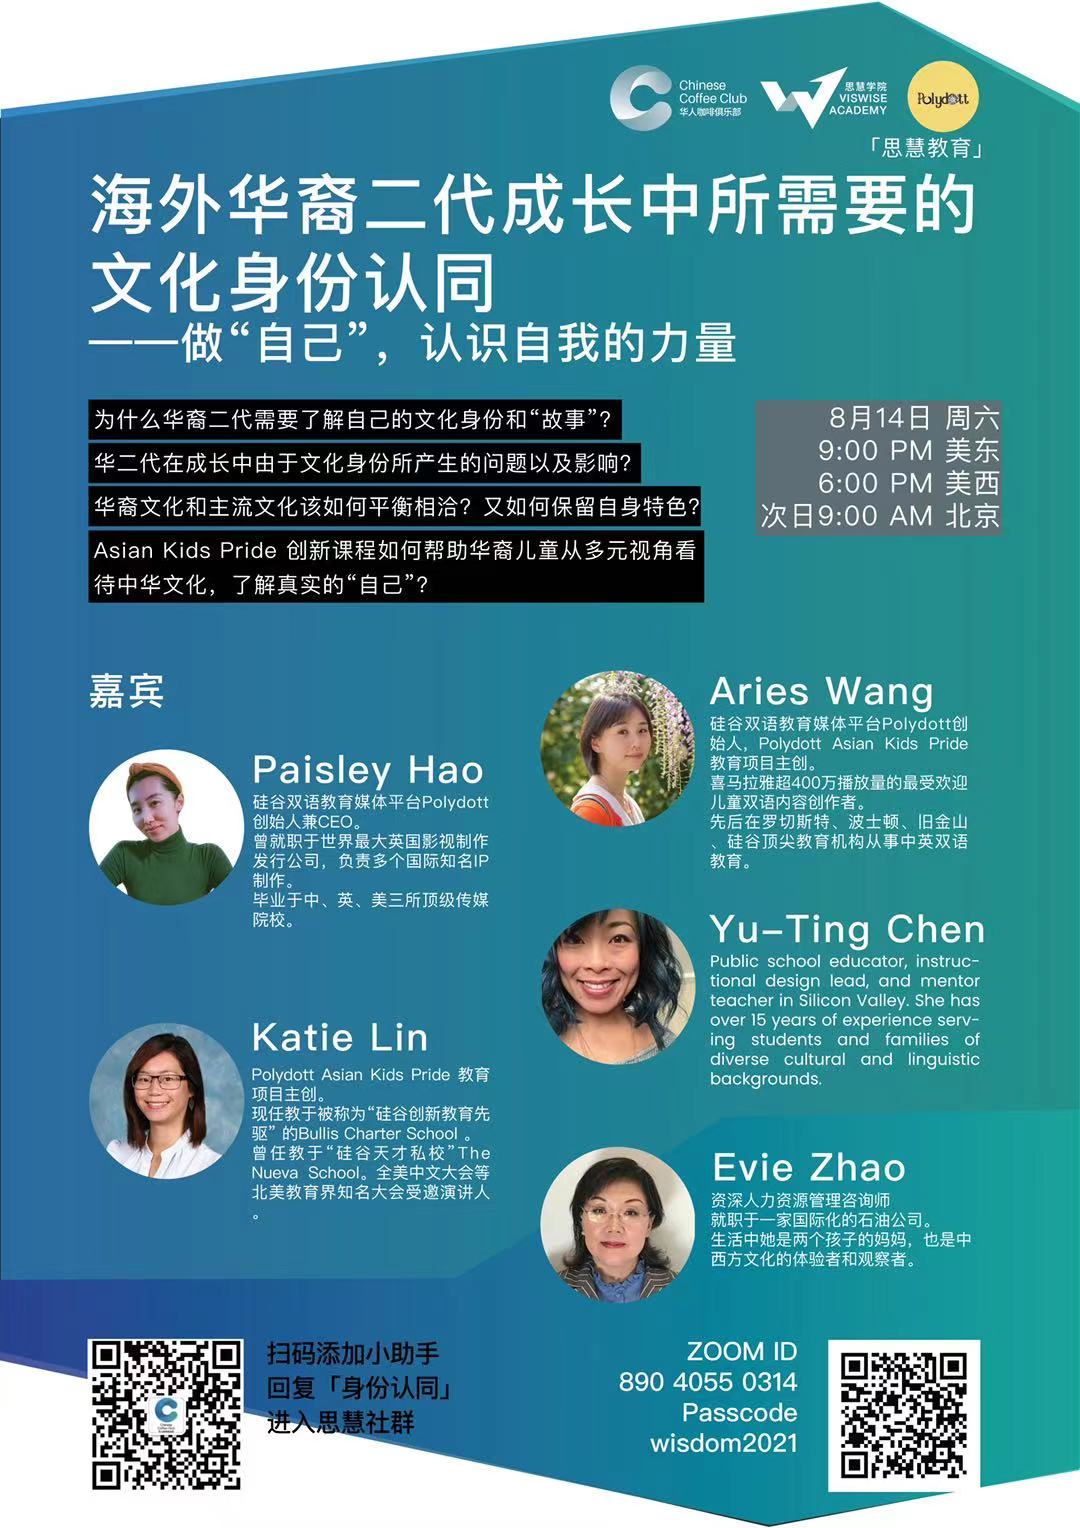 Chinese
Coffee Club
华人咖啡俱乐部
思慧学院
VISWISE
ACADEMY
Polydott
「思慧教育」
海外华裔二代成长中所需要的
文化身份认同
——做“自己”，认识自我的力量
为什么华裔二代需要了解自己的文化身份和“故事”？
华二代在成长中由于文化身份所产生的问题以及影响？
华裔文化和主流文化该如何平衡相洽？又如何保留自身特色？
Asian Kids Pride 创新课程如何帮助华裔儿童从多元视角看
待中华文化，了解真实的“自己”？
8月14日 周六
9:00 PM 美东
6:00 PM 美西
次日9:00 AM 北京
嘉宾
Paisley Hao
硅谷双语教育媒体平台Polydott
创始人兼CEO。
曾就职于世界最大英国影视制作
发行公司，负责多个国际知名IP
制作。
毕业于中、英、美三所顶级传媒
院校。
Katie Lin
Polydott Asian Kids Pride 教育
项目主创。
现任教于被称为“硅谷创新教育先
驱” 的Bullis Charter School 。
曾任教于“硅谷天才私校”The
Nueva School。全美中文大会等
北美教育界知名大会受邀演讲人
。
Aries Wang
硅谷双语教育媒体平台Polydott创
始人，Polydott Asian Kids Pride
教育项目主创。
喜马拉雅超400万播放量的最受欢迎
儿童双语内容创作者。
先后在罗切斯特、波士顿、旧金山
、硅谷顶尖教育机构从事中英双语
教育。
Yu-Ting Chen
Public school educator, instruc-
tional design lead, and mentor
teacher in Silicon Valley. She has
over 15 years of experience serv-
ing students and families of
diverse cultural and linguistic
backgrounds.
Evie Zhao
资深人力资源管理咨询师
就职于一家国际化的石油公司。
生活中她是两个孩子的妈妈，也是中
西方文化的体验者和观察者。
扫码添加小助手
回复「身份认同」
进入思慧社群
ZOOM ID
890 4055 0314
Passcode
wisdom2021